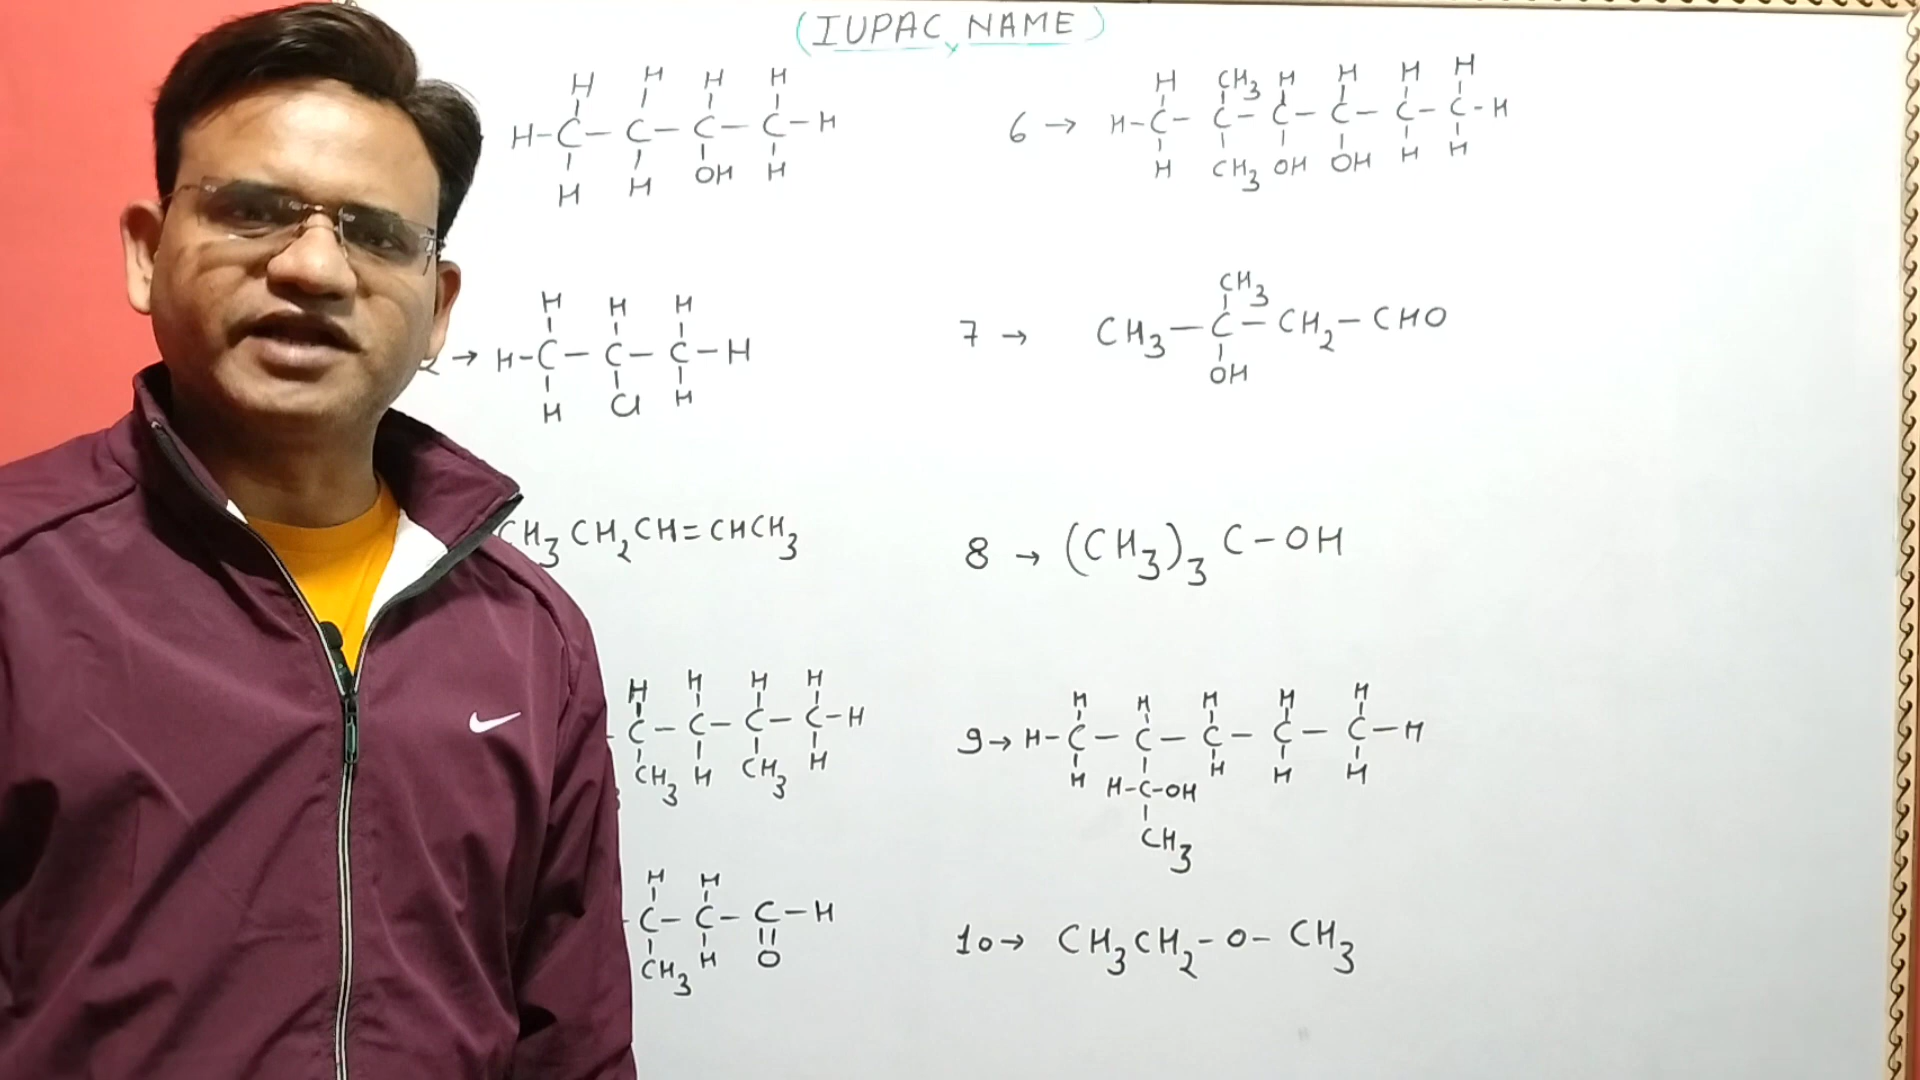 (IUPAC NAME)
H H H H
H-C-C-C-C-H
H H OH H
2 → H H H
H-C-C-C-H
H Cl H
CH3CH2CH=CHCH3
H H H H
C-C-C-C-H
CH3 H CH3 H
H H
C-C-C-H
CH3 H O
6 → H CH3 H H H H
H-C-C-C-C-C-C-H
H CH3 OH OH H H
CH3
7 → CH3-C-CH2-CHO
OH
8 → (CH3)3 C-OH
H H H H H
9 → H-C-C-C-C-C-H
H H-C-OH H H H
CH3
10 → CH3CH2-O-CH3